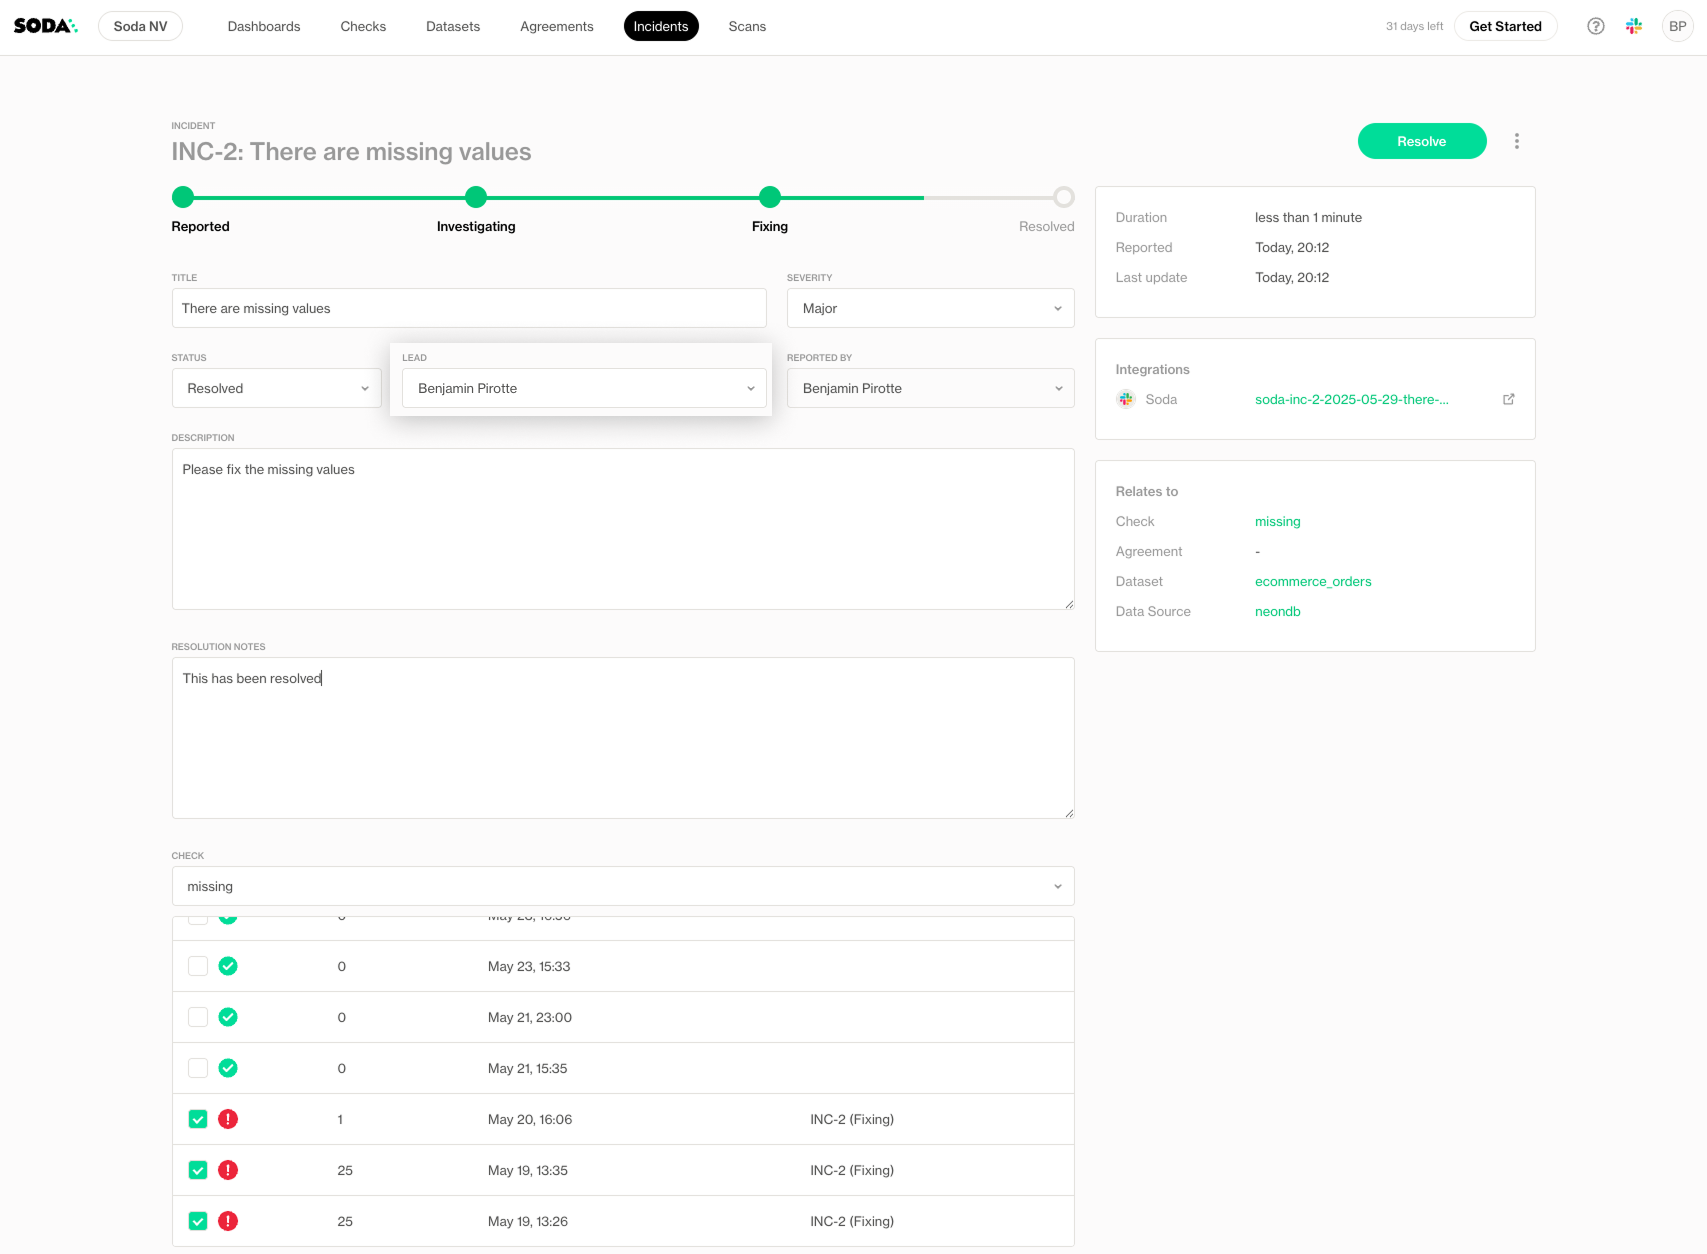 SODA
Soda NV
Dashboards
Checks
Datasets
Agreements
Incidents
Scans
31 days left
Get Started
BP
INCIDENT
INC-2: There are missing values
Resolve
Reported
Investigating
Fixing
Resolved
TITLE
There are missing values
SEVERITY
Major
STATUS
Resolved
LEAD
Benjamin Pirotte
REPORTED BY
Benjamin Pirotte
DESCRIPTION
Please fix the missing values
RESOLUTION NOTES
This has been resolved
CHECK
missing
0 May 23, 15:33
0 May 21, 23:00
0 May 21, 15:35
1 May 20, 16:06 INC-2 (Fixing)
25 May 19, 13:35 INC-2 (Fixing)
25 May 19, 13:26 INC-2 (Fixing)
Duration less than 1 minute
Reported Today, 20:12
Last update Today, 20:12
Integrations
Soda soda-inc-2-2025-05-29-there-...
Relates to
Check missing
Agreement -
Dataset ecommerce_orders
Data Source neondb